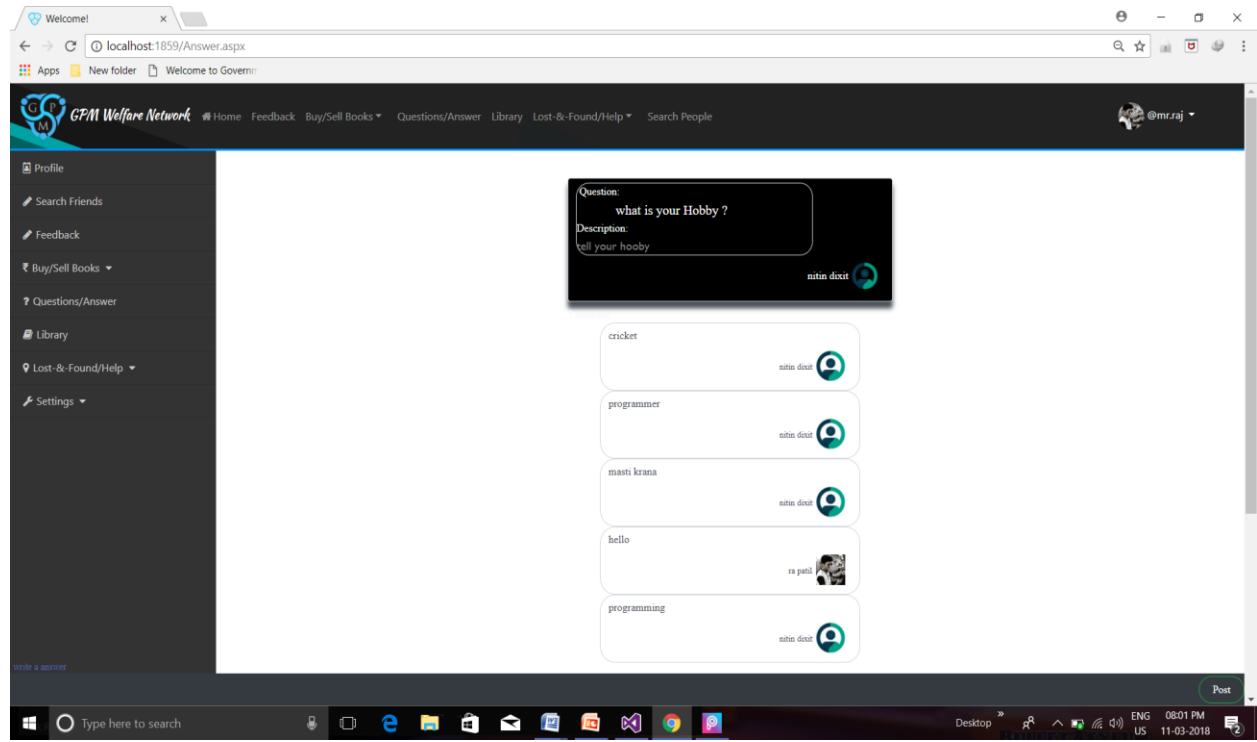 Welcome!
localhost:1859/Answer.aspx
Apps New folder Welcome to Governm
G P M
GPM Welfare Network Home Feedback Buy/Sell Books Questions/Answer Library Lost-&-Found/Help Search People @mr.raj
Profile
Search Friends
Feedback
₹ Buy/Sell Books
? Questions/Answer
Library
Lost-&-Found/Help
Settings
write a answer
Question:
what is your Hobby ?
Description:
tell your hooby
nitin dixit
cricket
nitin dixit
programmer
nitin dixit
masti krana
nitin dixit
hello
ra patil
programming
nitin dixit
Post
Type here to search
Desktop
ENG 08:01 PM
US 11-03-2018
2